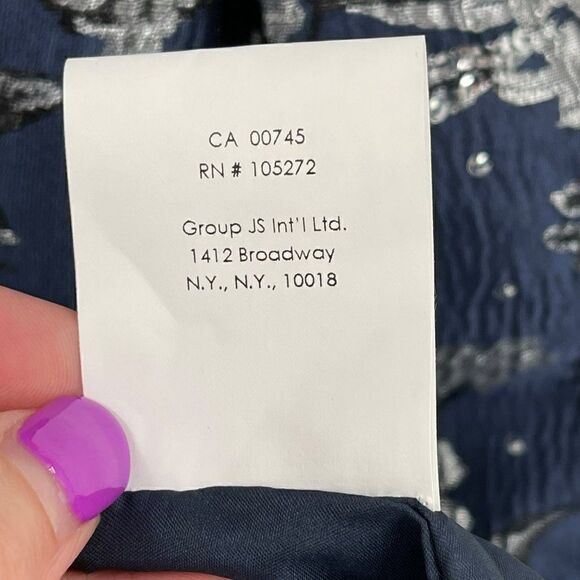 CA 00745
RN # 105272
Group JS Int'l Ltd.
1412 Broadway
N.Y., N.Y., 10018